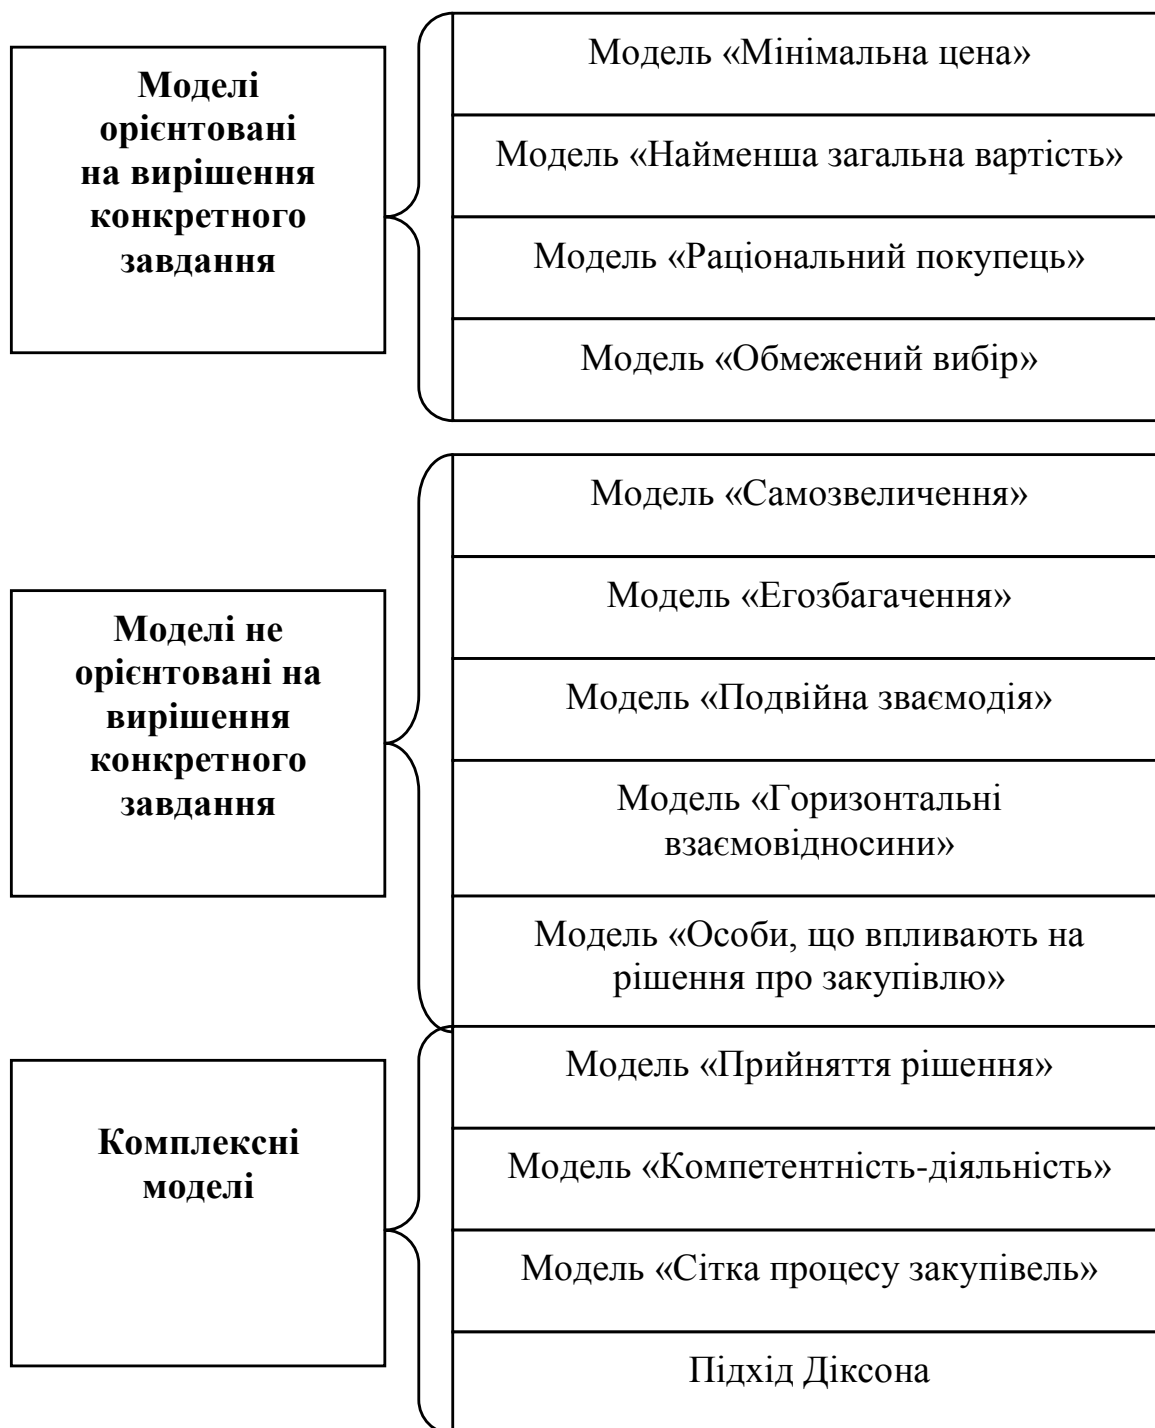 Моделі
орієнтовані
на вирішення
конкретного
завдання
Модель «Мінімальна цена»
Модель «Найменша загальна вартість»
Модель «Раціональний покупець»
Модель «Обмежений вибір»
Моделі не
орієнтовані на
вирішення
конкретного
завдання
Модель «Самозвеличення»
Модель «Егозбагачення»
Модель «Подвійна зваємодія»
Модель «Горизонтальні
взаємовідносини»
Модель «Особи, що впливають на
рішення про закупівлю»
Комплексні
моделі
Модель «Прийняття рішення»
Модель «Компетентність-діяльність»
Модель «Сітка процесу закупівель»
Підхід Діксона